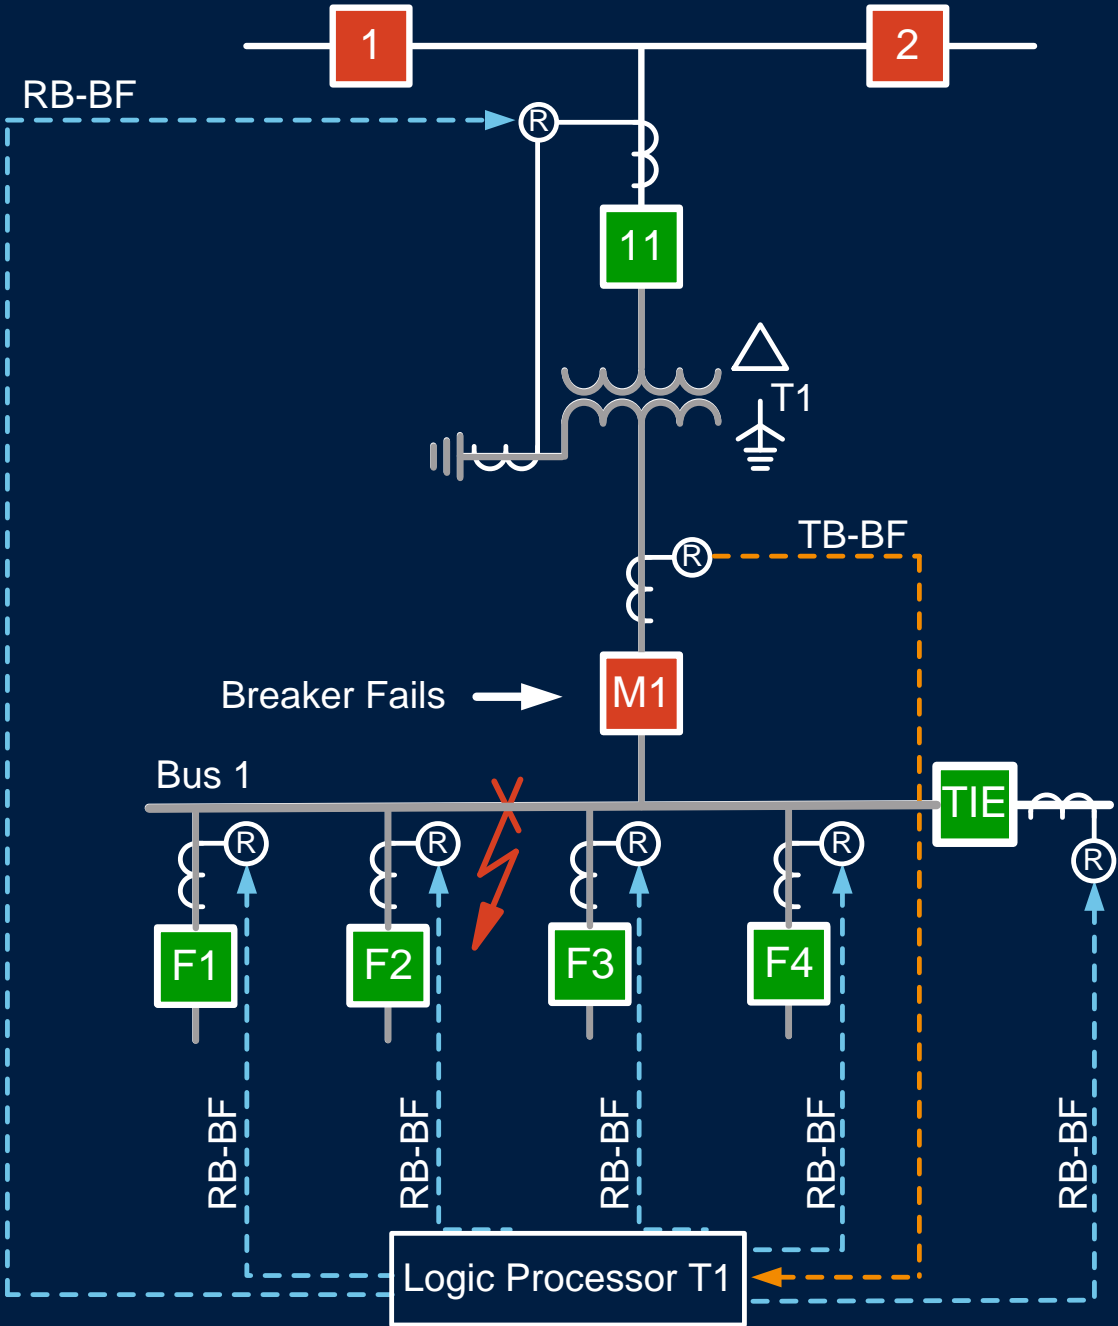 1
2
RB-BF
R
11
T1
TB-BF
R
Breaker Fails
M1
Bus 1
TIE
R
R
R
R
R
F1
F2
F3
F4
RB-BF
RB-BF
RB-BF
RB-BF
RB-BF
Logic Processor T1